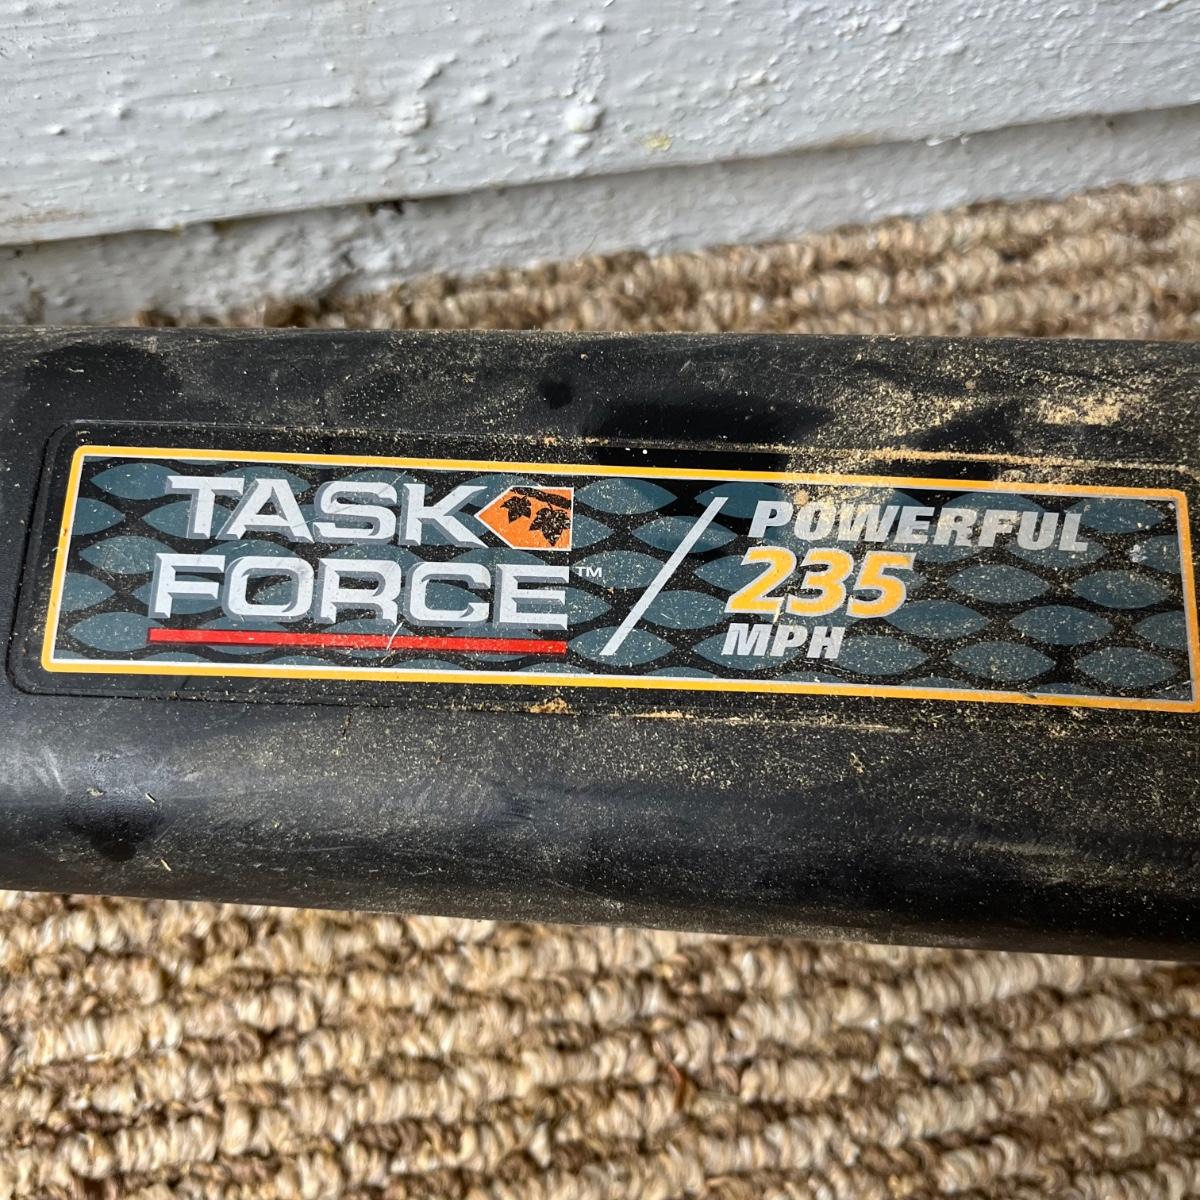 TASK
FORCE™
POWERFUL
235
MPH